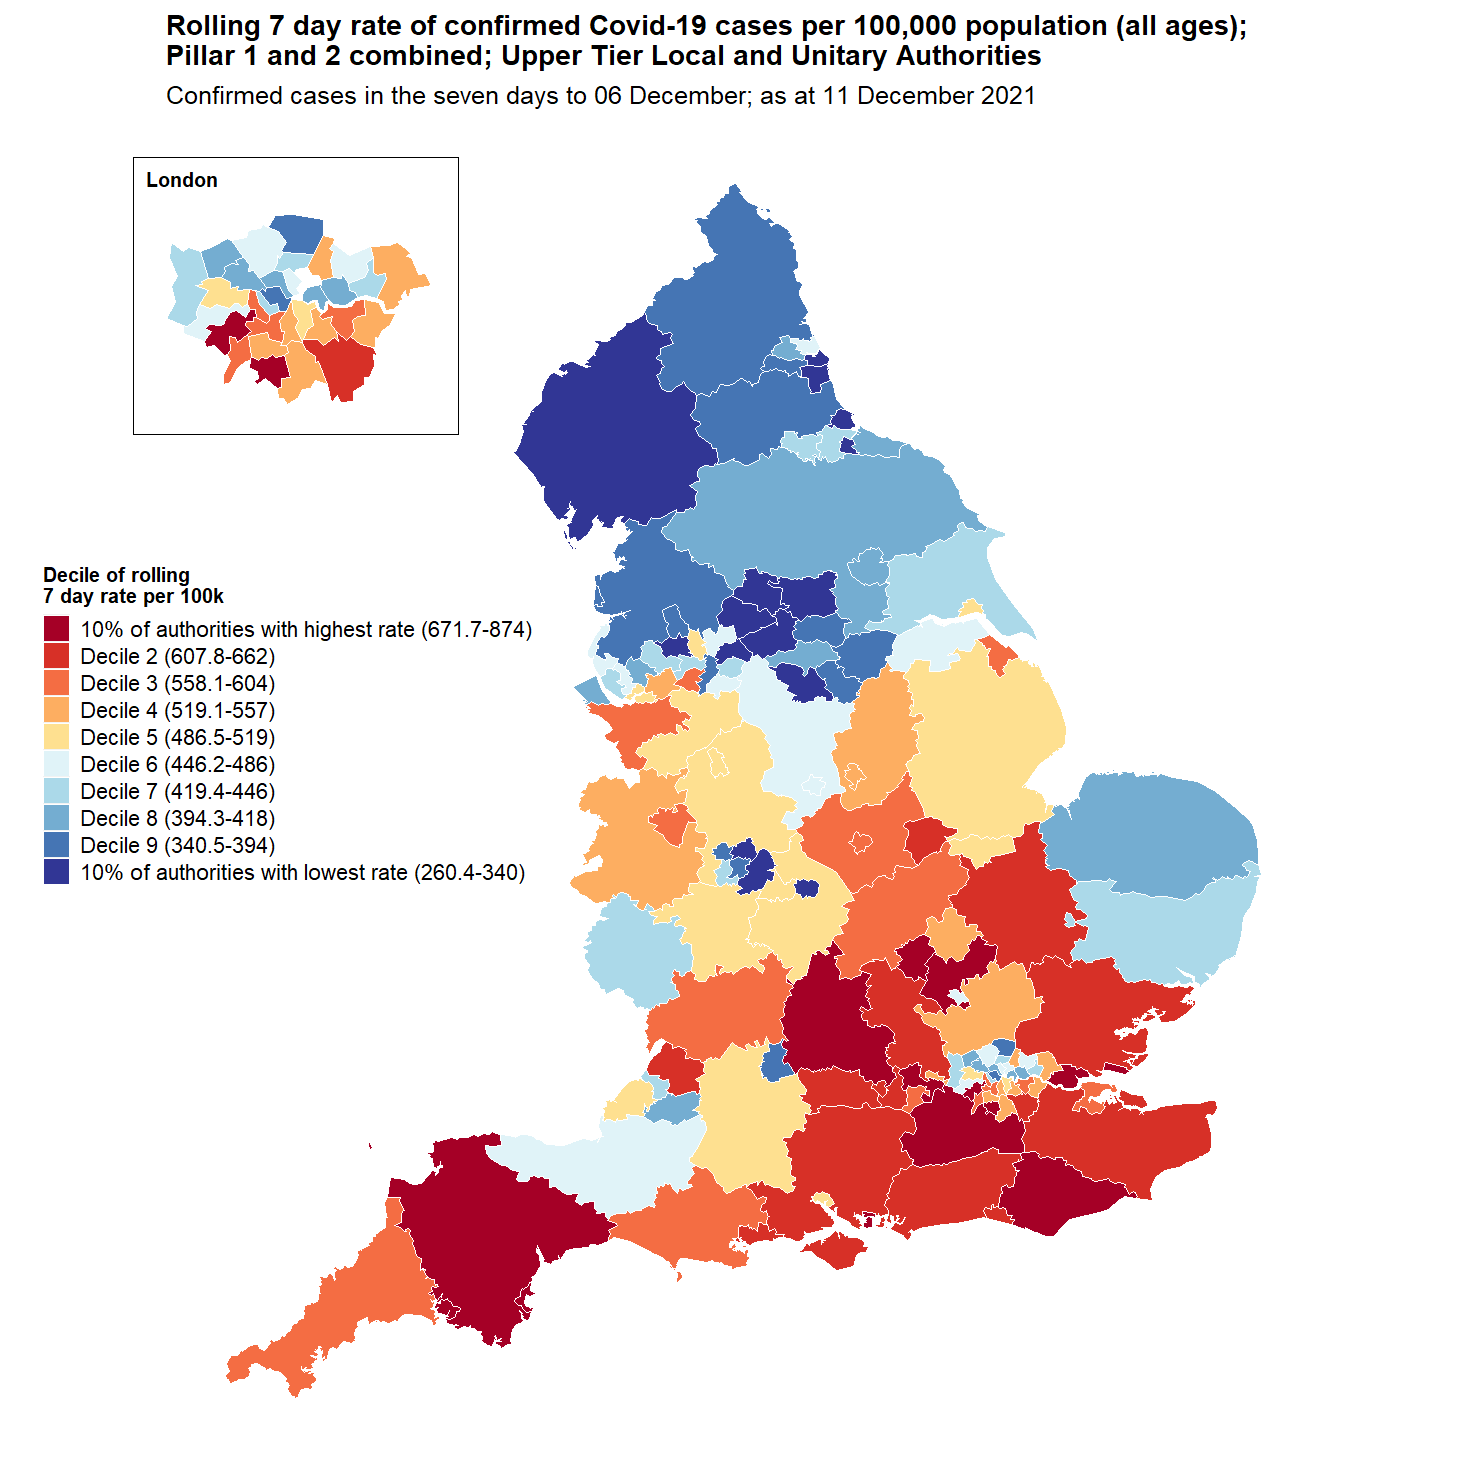 Rolling 7 day rate of confirmed Covid-19 cases per 100,000 population (all ages);
Pillar 1 and 2 combined; Upper Tier Local and Unitary Authorities
Confirmed cases in the seven days to 06 December; as at 11 December 2021
London
Decile of rolling
7 day rate per 100k
10% of authorities with highest rate (671.7-874)
Decile 2 (607.8-662)
Decile 3 (558.1-604)
Decile 4 (519.1-557)
Decile 5 (486.5-519)
Decile 6 (446.2-486)
Decile 7 (419.4-446)
Decile 8 (394.3-418)
Decile 9 (340.5-394)
10% of authorities with lowest rate (260.4-340)